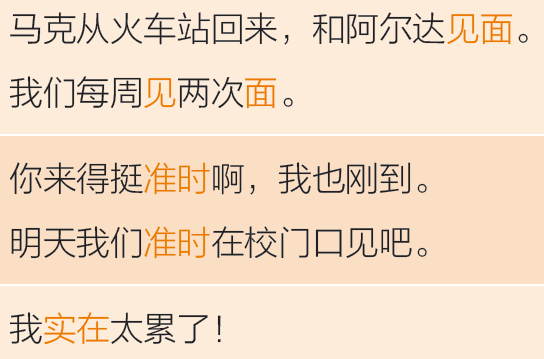 马克从火车站回来，和阿尔达见面。
我们每周见两次面。
你来得挺准时啊，我也刚到。
明天我们准时在校门口见吧。
我实在太累了！